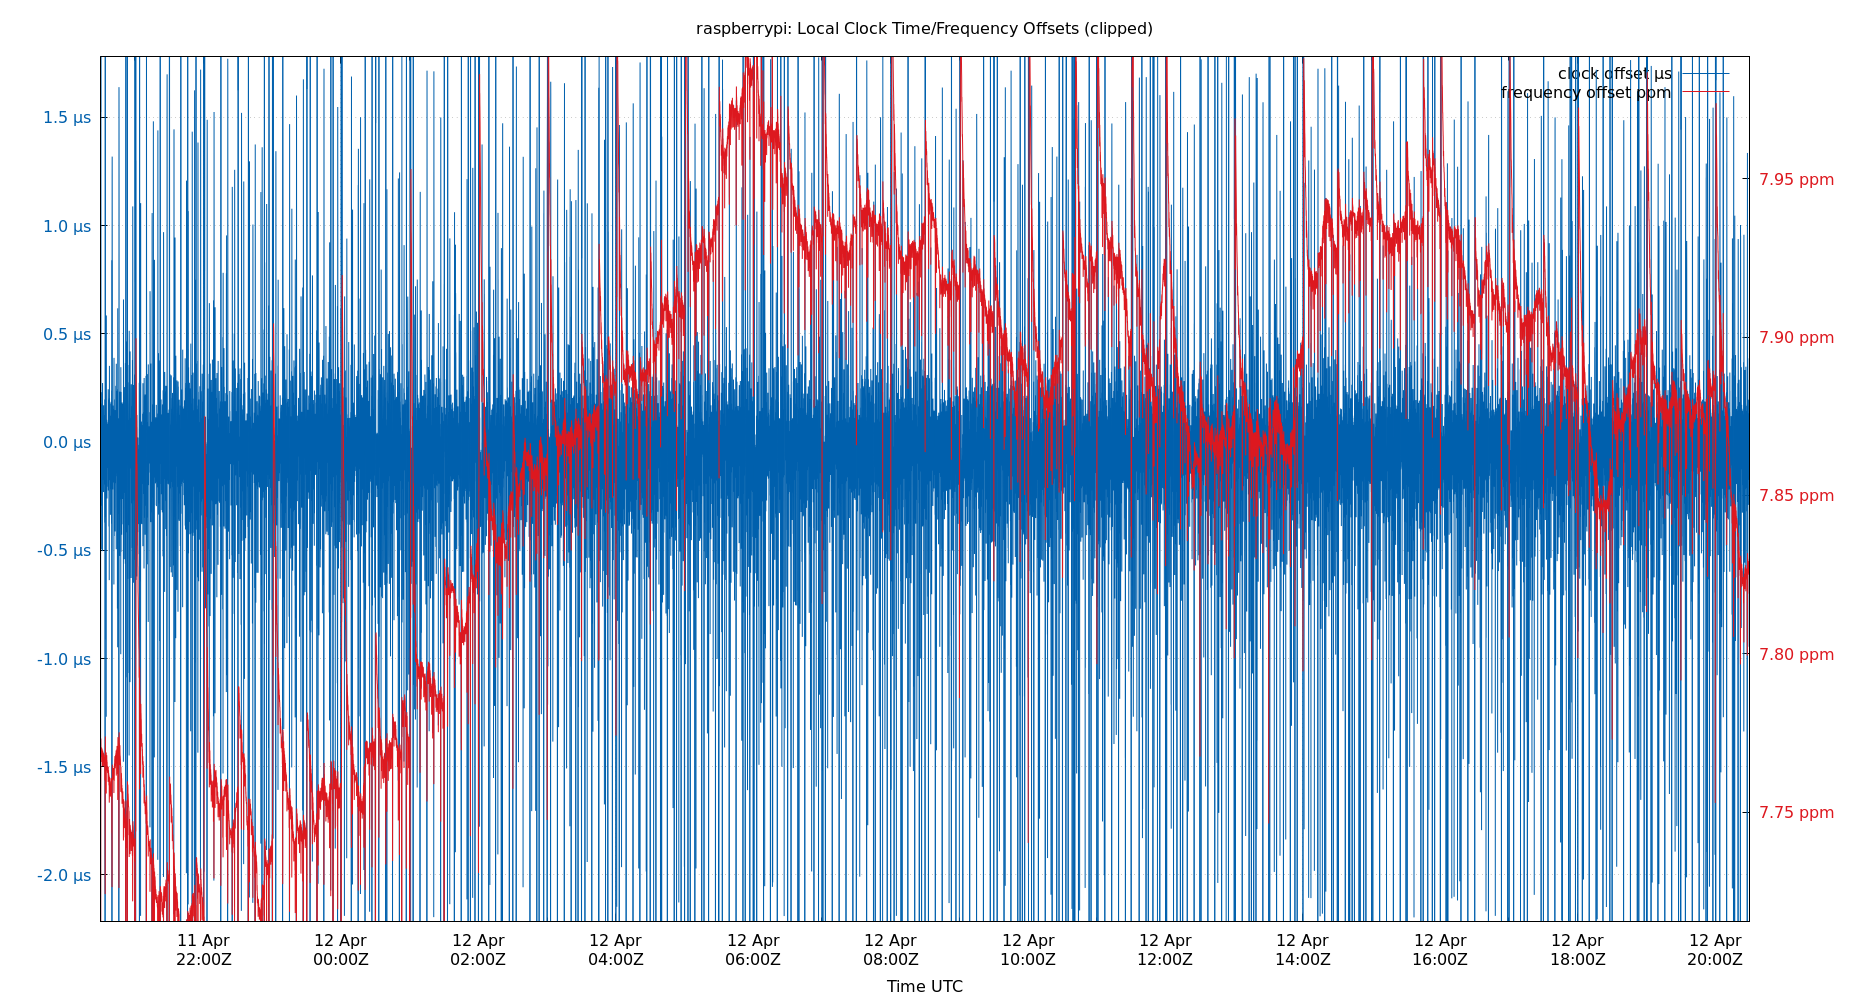 raspberrypi: Local Clock Time/Frequency Offsets (clipped)
clock offset µs
frequency offset ppm
1.5 µs
1.0 µs
0.5 µs
0.0 µs
-0.5 µs
-1.0 µs
-1.5 µs
-2.0 µs
7.95 ppm
7.90 ppm
7.85 ppm
7.80 ppm
7.75 ppm
11 Apr 12 Apr 12 Apr 12 Apr 12 Apr 12 Apr 12 Apr 12 Apr 12 Apr 12 Apr 12 Apr 12 Apr
22:00Z 00:00Z 02:00Z 04:00Z 06:00Z 08:00Z 10:00Z 12:00Z 14:00Z 16:00Z 18:00Z 20:00Z
Time UTC